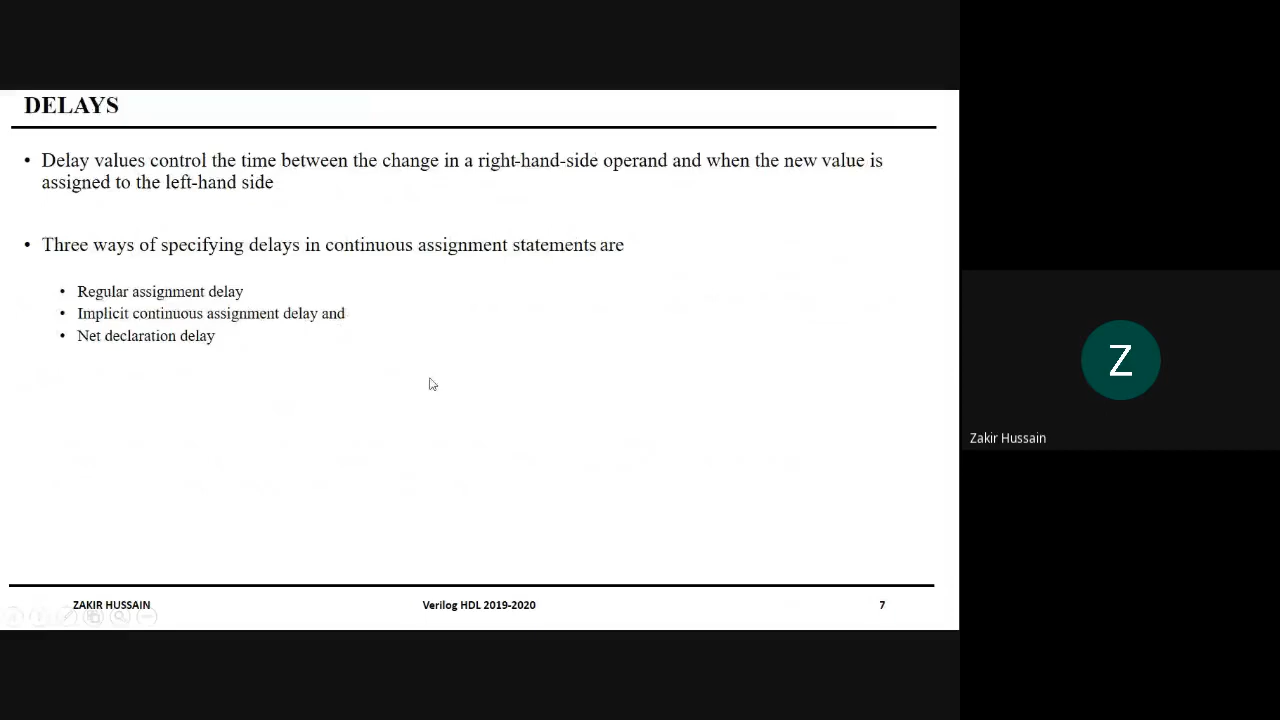 DELAYS
• Delay values control the time between the change in a right-hand-side operand and when the new value is
assigned to the left-hand side
• Three ways of specifying delays in continuous assignment statements are
• Regular assignment delay
• Implicit continuous assignment delay and
• Net declaration delay
Z
Zakir Hussain
ZAKIR HUSSAIN Verilog HDL 2019-2020 7